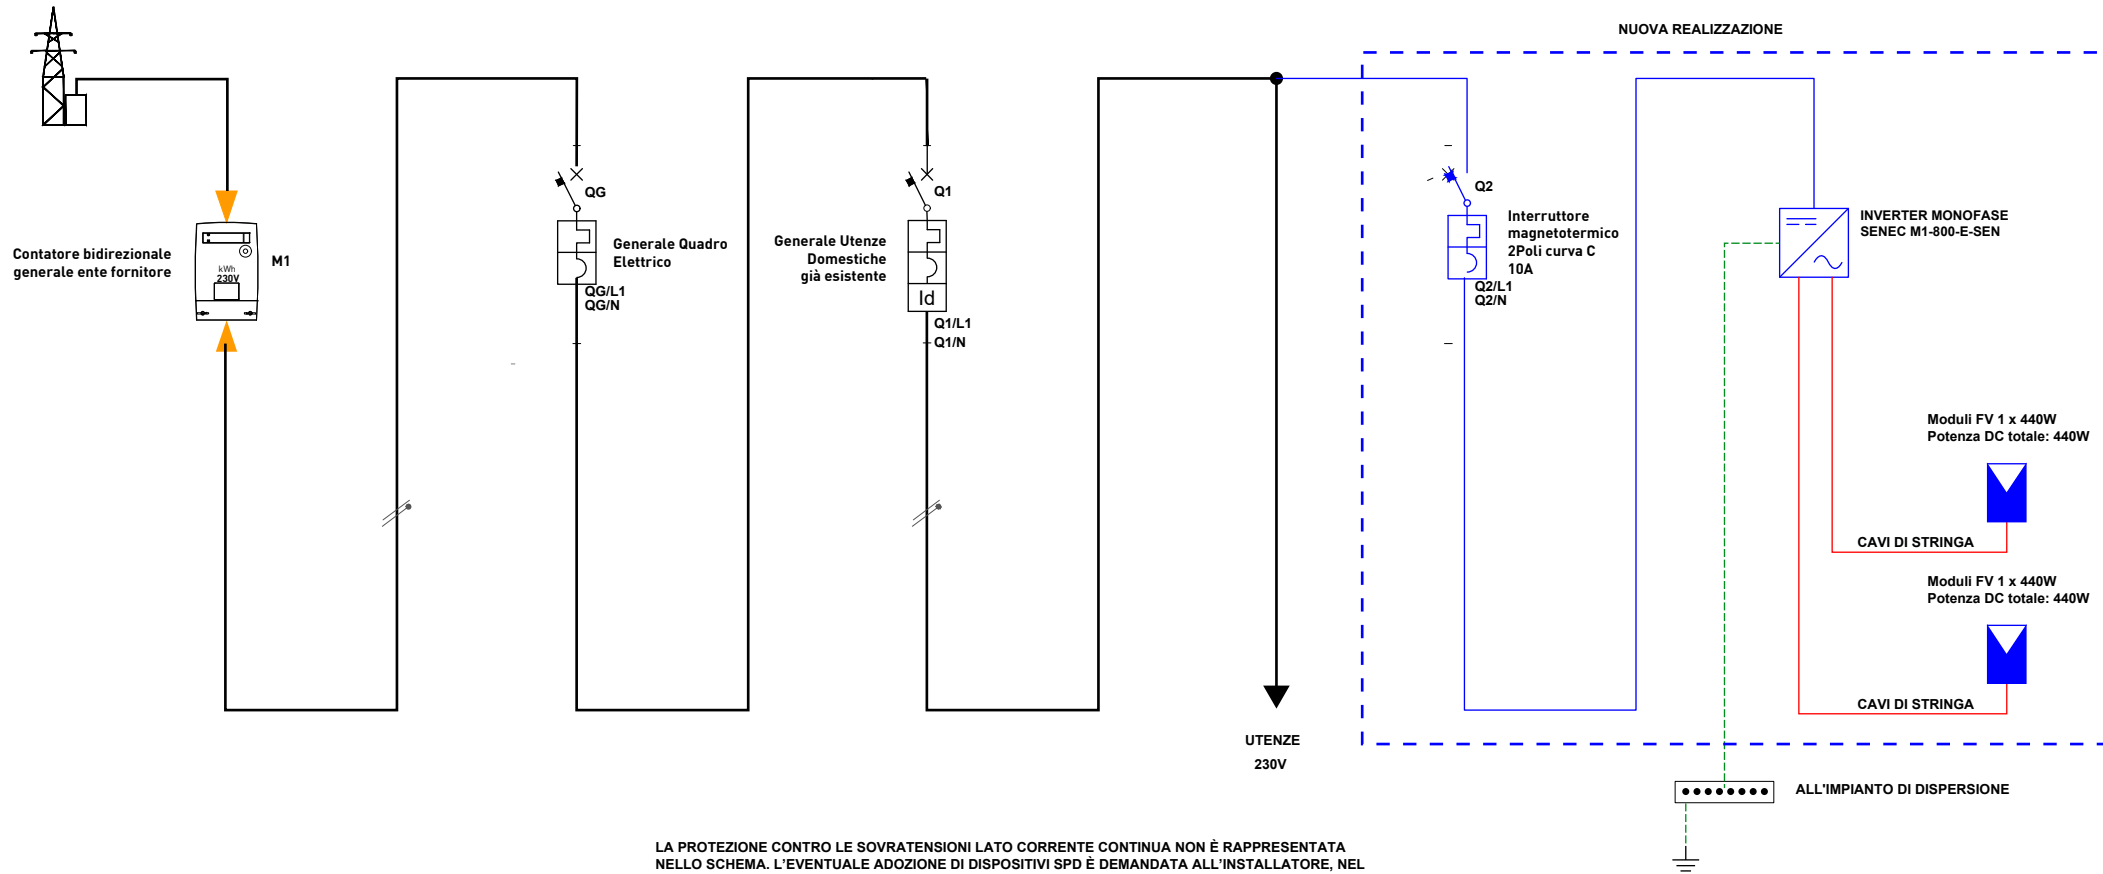 NUOVA REALIZZAZIONE
Contatore bidirezionale
generale ente fornitore
kWh
230V
M1
QG
Generale Quadro
Elettrico
QG/L1
QG/N
Generale Utenze
Domestiche
già esistente
Q1
Id
Q1/L1
Q1/N
Q2
Interruttore
magnetotermico
2Poli curva C
10A
Q2/L1
Q2/N
INVERTER MONOFASE
SENEC M1-800-E-SEN
Moduli FV 1 x 440W
Potenza DC totale: 440W
CAVI DI STRINGA
Moduli FV 1 x 440W
Potenza DC totale: 440W
CAVI DI STRINGA
UTENZE
230V
ALL'IMPIANTO DI DISPERSIONE
LA PROTEZIONE CONTRO LE SOVRATENSIONI LATO CORRENTE CONTINUA NON È RAPPRESENTATA
NELLO SCHEMA. L'EVENTUALE ADOZIONE DI DISPOSITIVI SPD È DEMANDATA ALL'INSTALLATORE, NEL